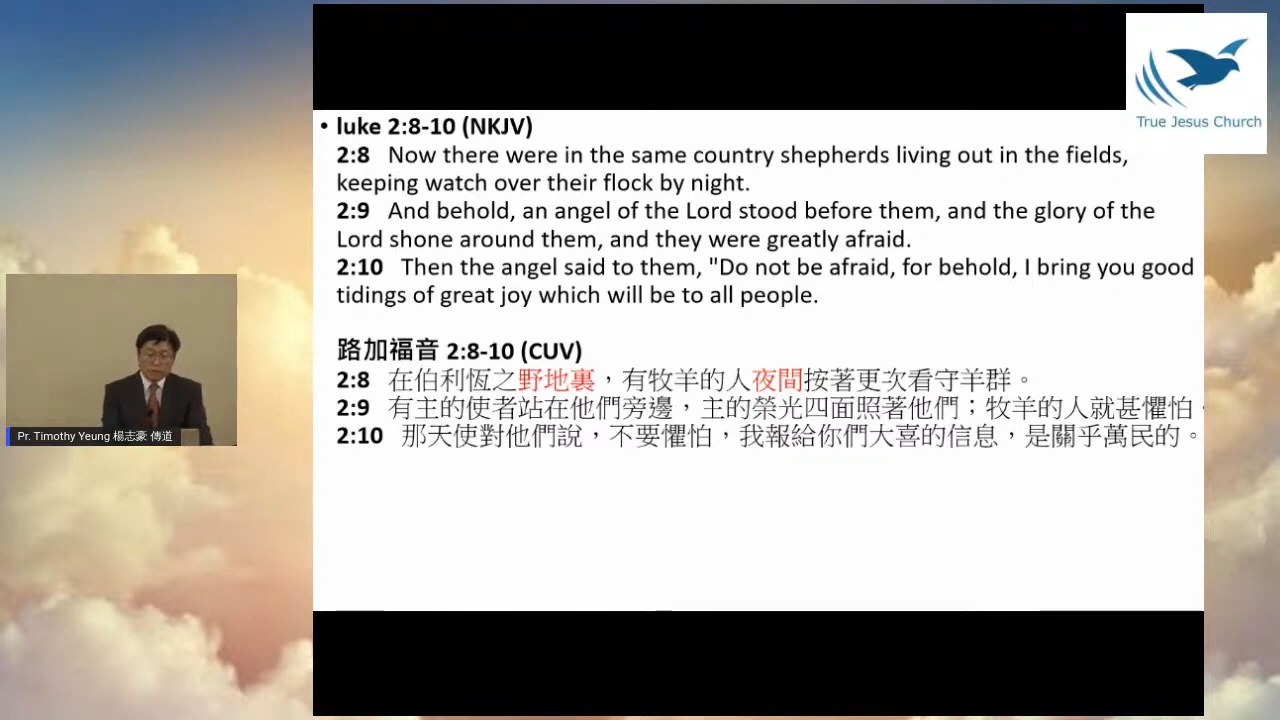 True Jesus Church
• luke 2:8-10 (NKJV)
2:8 Now there were in the same country shepherds living out in the fields,
keeping watch over their flock by night.
2:9 And behold, an angel of the Lord stood before them, and the glory of the
Lord shone around them, and they were greatly afraid.
2:10 Then the angel said to them, "Do not be afraid, for behold, I bring you good
tidings of great joy which will be to all people.
路加福音 2:8-10 (CUV)
2:8 在伯利恆之野地裏，有牧羊的人夜間按著更次看守羊群。
2:9 有主的使者站在他們旁邊，主的榮光四面照著他們；牧羊的人就甚懼怕。
2:10 那天使對他們說，不要懼怕，我報給你們大喜的信息，是關乎萬民的。
Pr. Timothy Yeung 楊志豪 傳道